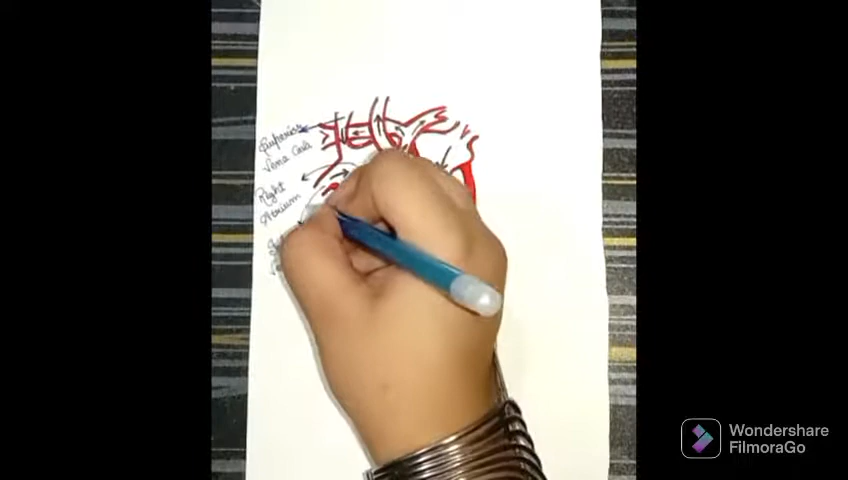 Superior
Vena Cava
Right
Atrium
Wondershare
FilmoraGo